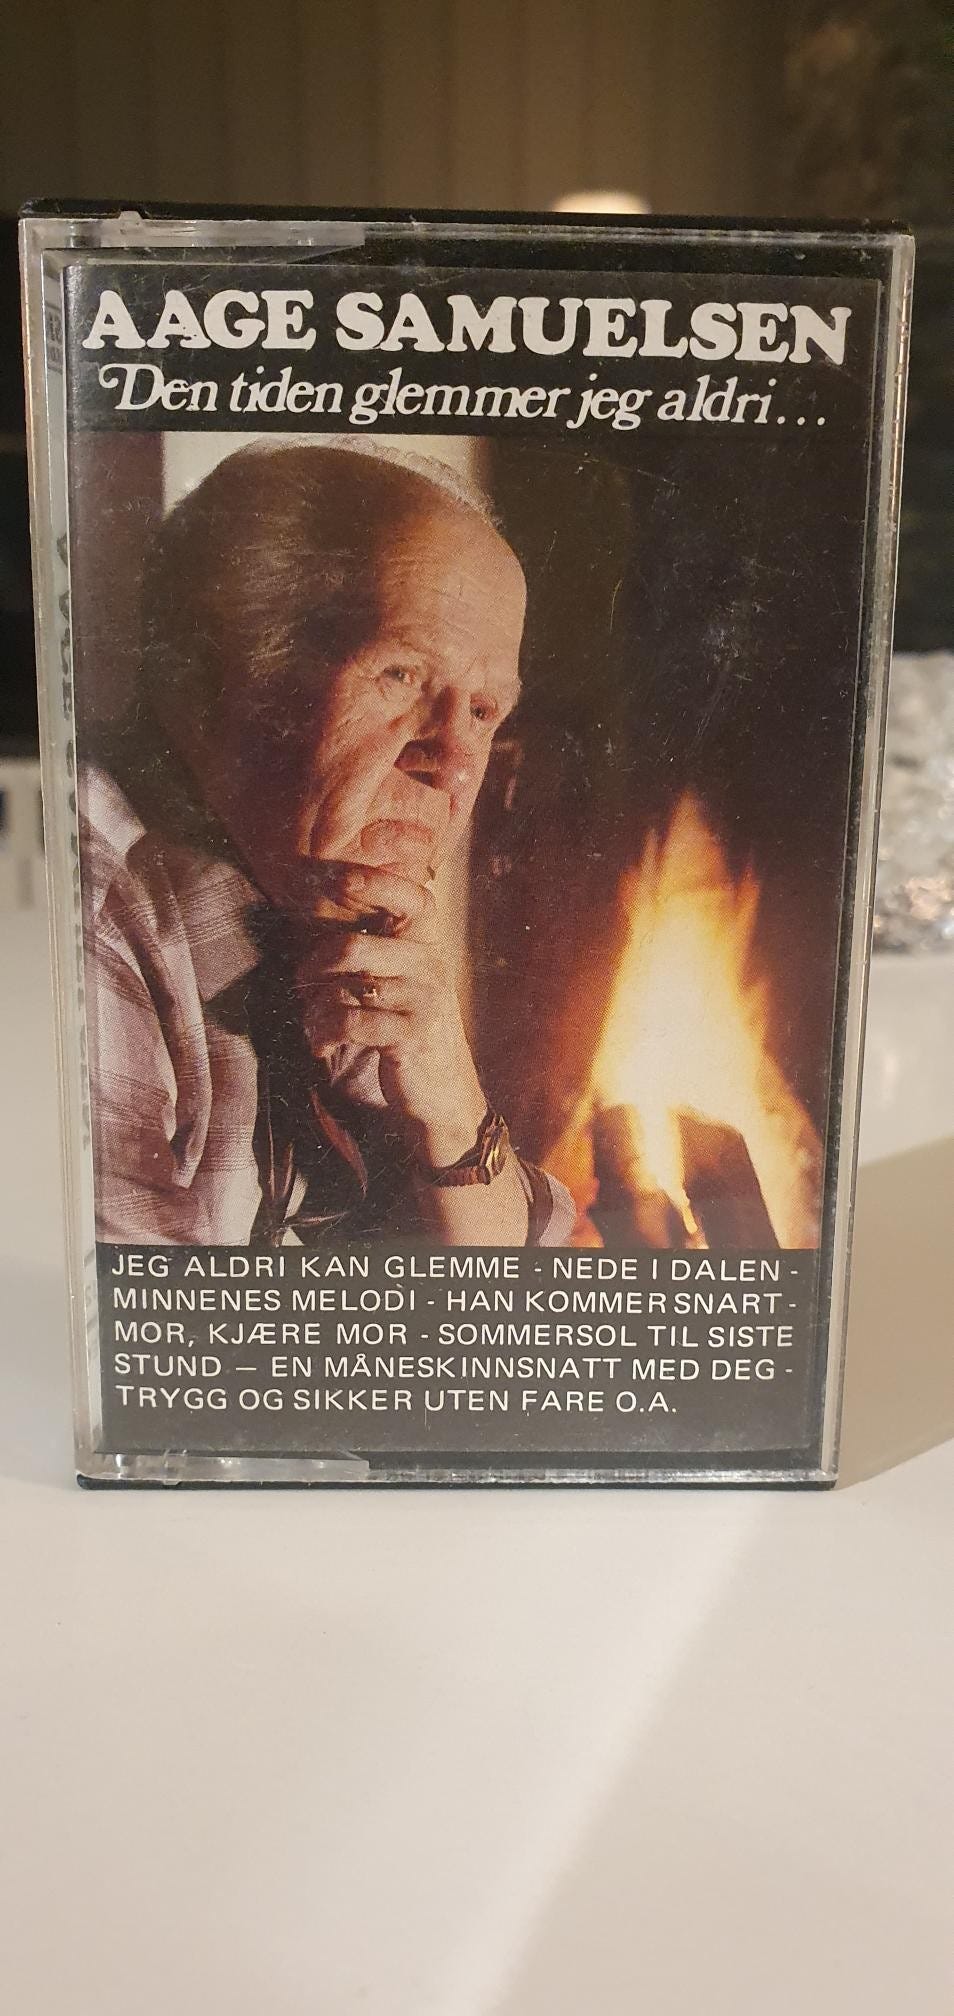 AAGE SAMUELSEN
Den tiden glemmer jeg aldri...
JEG ALDRI KAN GLEMME - NEDE I DALEN -
MINNENES MELODI - HAN KOMMER SNART -
MOR, KJÆRE MOR - SOMMERSOL TIL SISTE
STUND — EN MÅNESKINNSNATT MED DEG -
TRYGG OG SIKKER UTEN FARE O.A.